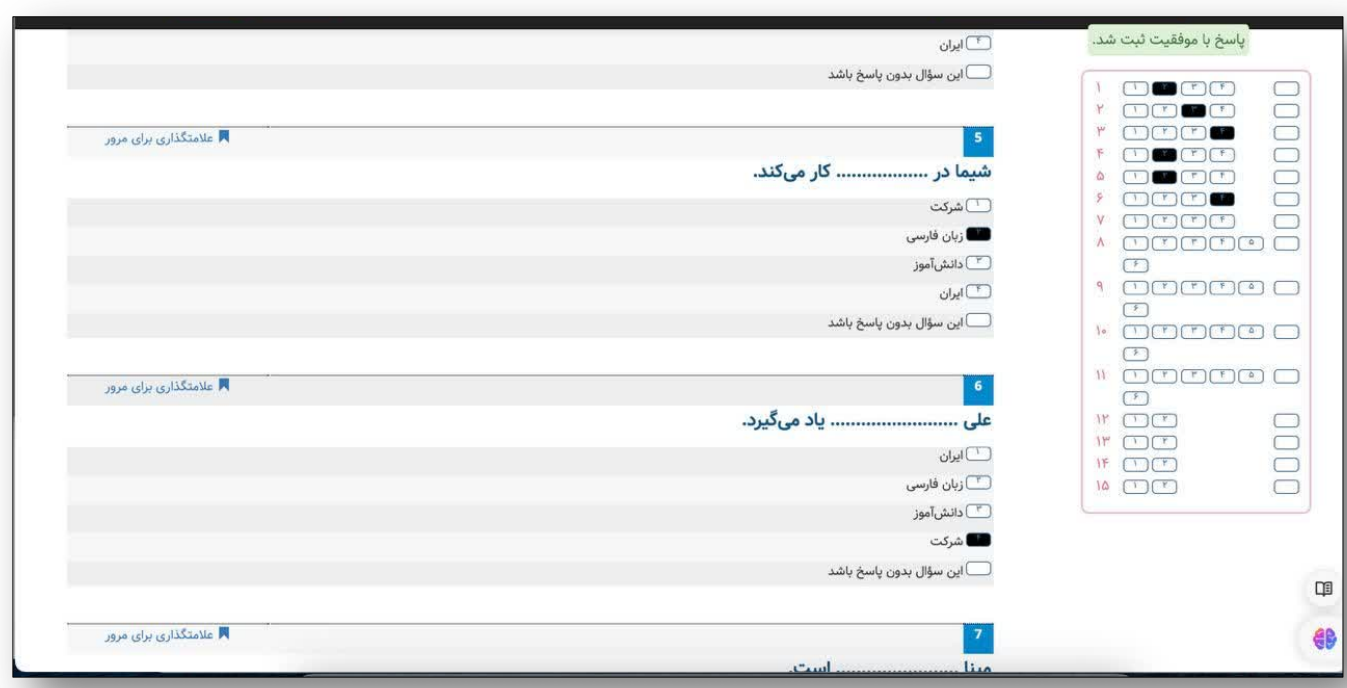 ۴ ایران
این سؤال بدون پاسخ باشد
5
علامتگذاری برای مرور
شیما در .................. کار می‌کند.
۱ شرکت
۲ زبان فارسی
۳ دانش‌آموز
۴ ایران
این سؤال بدون پاسخ باشد
6
علامتگذاری برای مرور
علی ......................... یاد می‌گیرد.
۱ ایران
۲ زبان فارسی
۳ دانش‌آموز
۴ شرکت
این سؤال بدون پاسخ باشد
7
علامتگذاری برای مرور
مینا ........................ است.
پاسخ با موفقیت ثبت شد.
۱ ۱ ۲ ۳ ۴
۲ ۱ ۲ ۳ ۴
۳ ۱ ۲ ۳ ۴
۴ ۱ ۲ ۳ ۴
۵ ۱ ۲ ۳ ۴
۶ ۱ ۲ ۳ ۴
۷ ۱ ۲ ۳ ۴
۸ ۱ ۲ ۳ ۴ ۵
۶
۹ ۱ ۲ ۳ ۴ ۵
۶
۱۰ ۱ ۲ ۳ ۴ ۵
۶
۱۱ ۱ ۲ ۳ ۴ ۵
۶
۱۲ ۱ ۲
۱۳ ۱ ۲
۱۴ ۱ ۲
۱۵ ۱ ۲